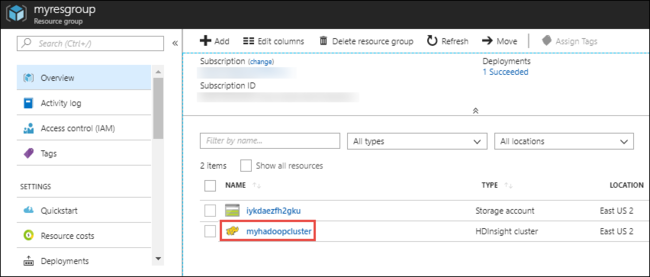 myresgroup
Resource group
Search (Ctrl+/)
Overview
Activity log
Access control (IAM)
Tags
SETTINGS
Quickstart
Resource costs
Deployments
Add
Edit columns
Delete resource group
Refresh
Move
Assign Tags
Subscription (change)
Deployments
1 Succeeded
Subscription ID
Filter by name...
All types
All locations
2 items
Show all resources
NAME
TYPE
LOCATION
iykdaezfh2gku
Storage account
East US 2
myhadoopcluster
HDInsight cluster
East US 2